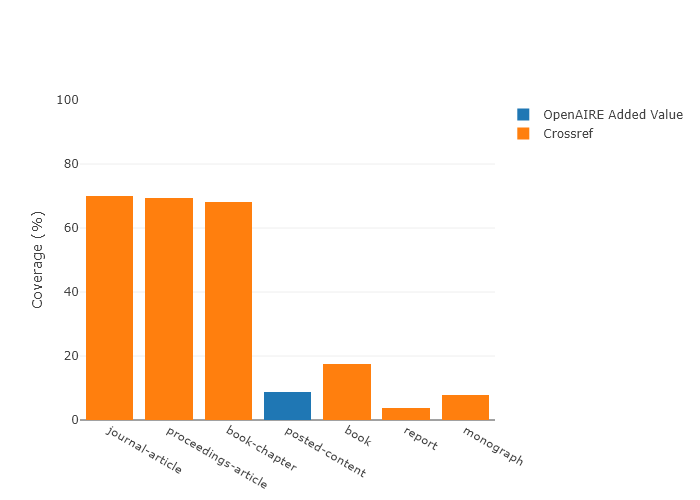 100
80
60
40
20
0
Coverage (%)
journal-article
proceedings-article
book-chapter
posted-content
book
report
monograph
OpenAIRE Added Value
Crossref